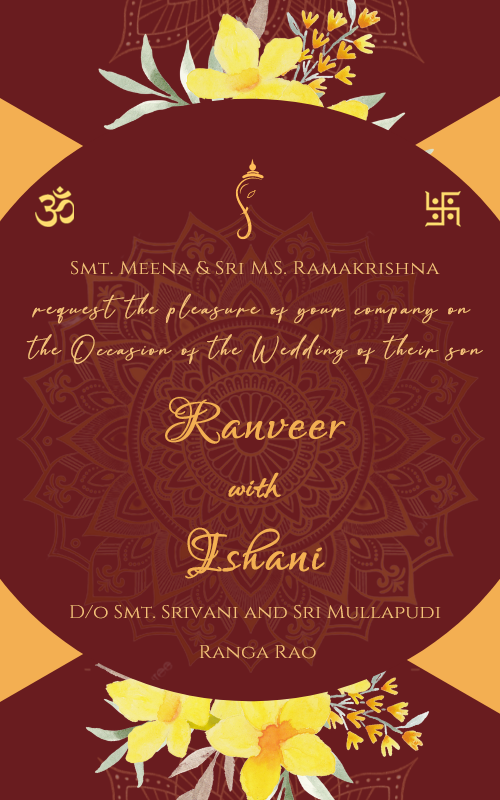 ॐ
Smt. Meena & Sri M.S. Ramakrishna
request the pleasure of your company on
the Occasion of the Wedding of their son
Ranveer
with
Ishani
D/o Smt. Srivani and Sri Mullapudi
Ranga Rao